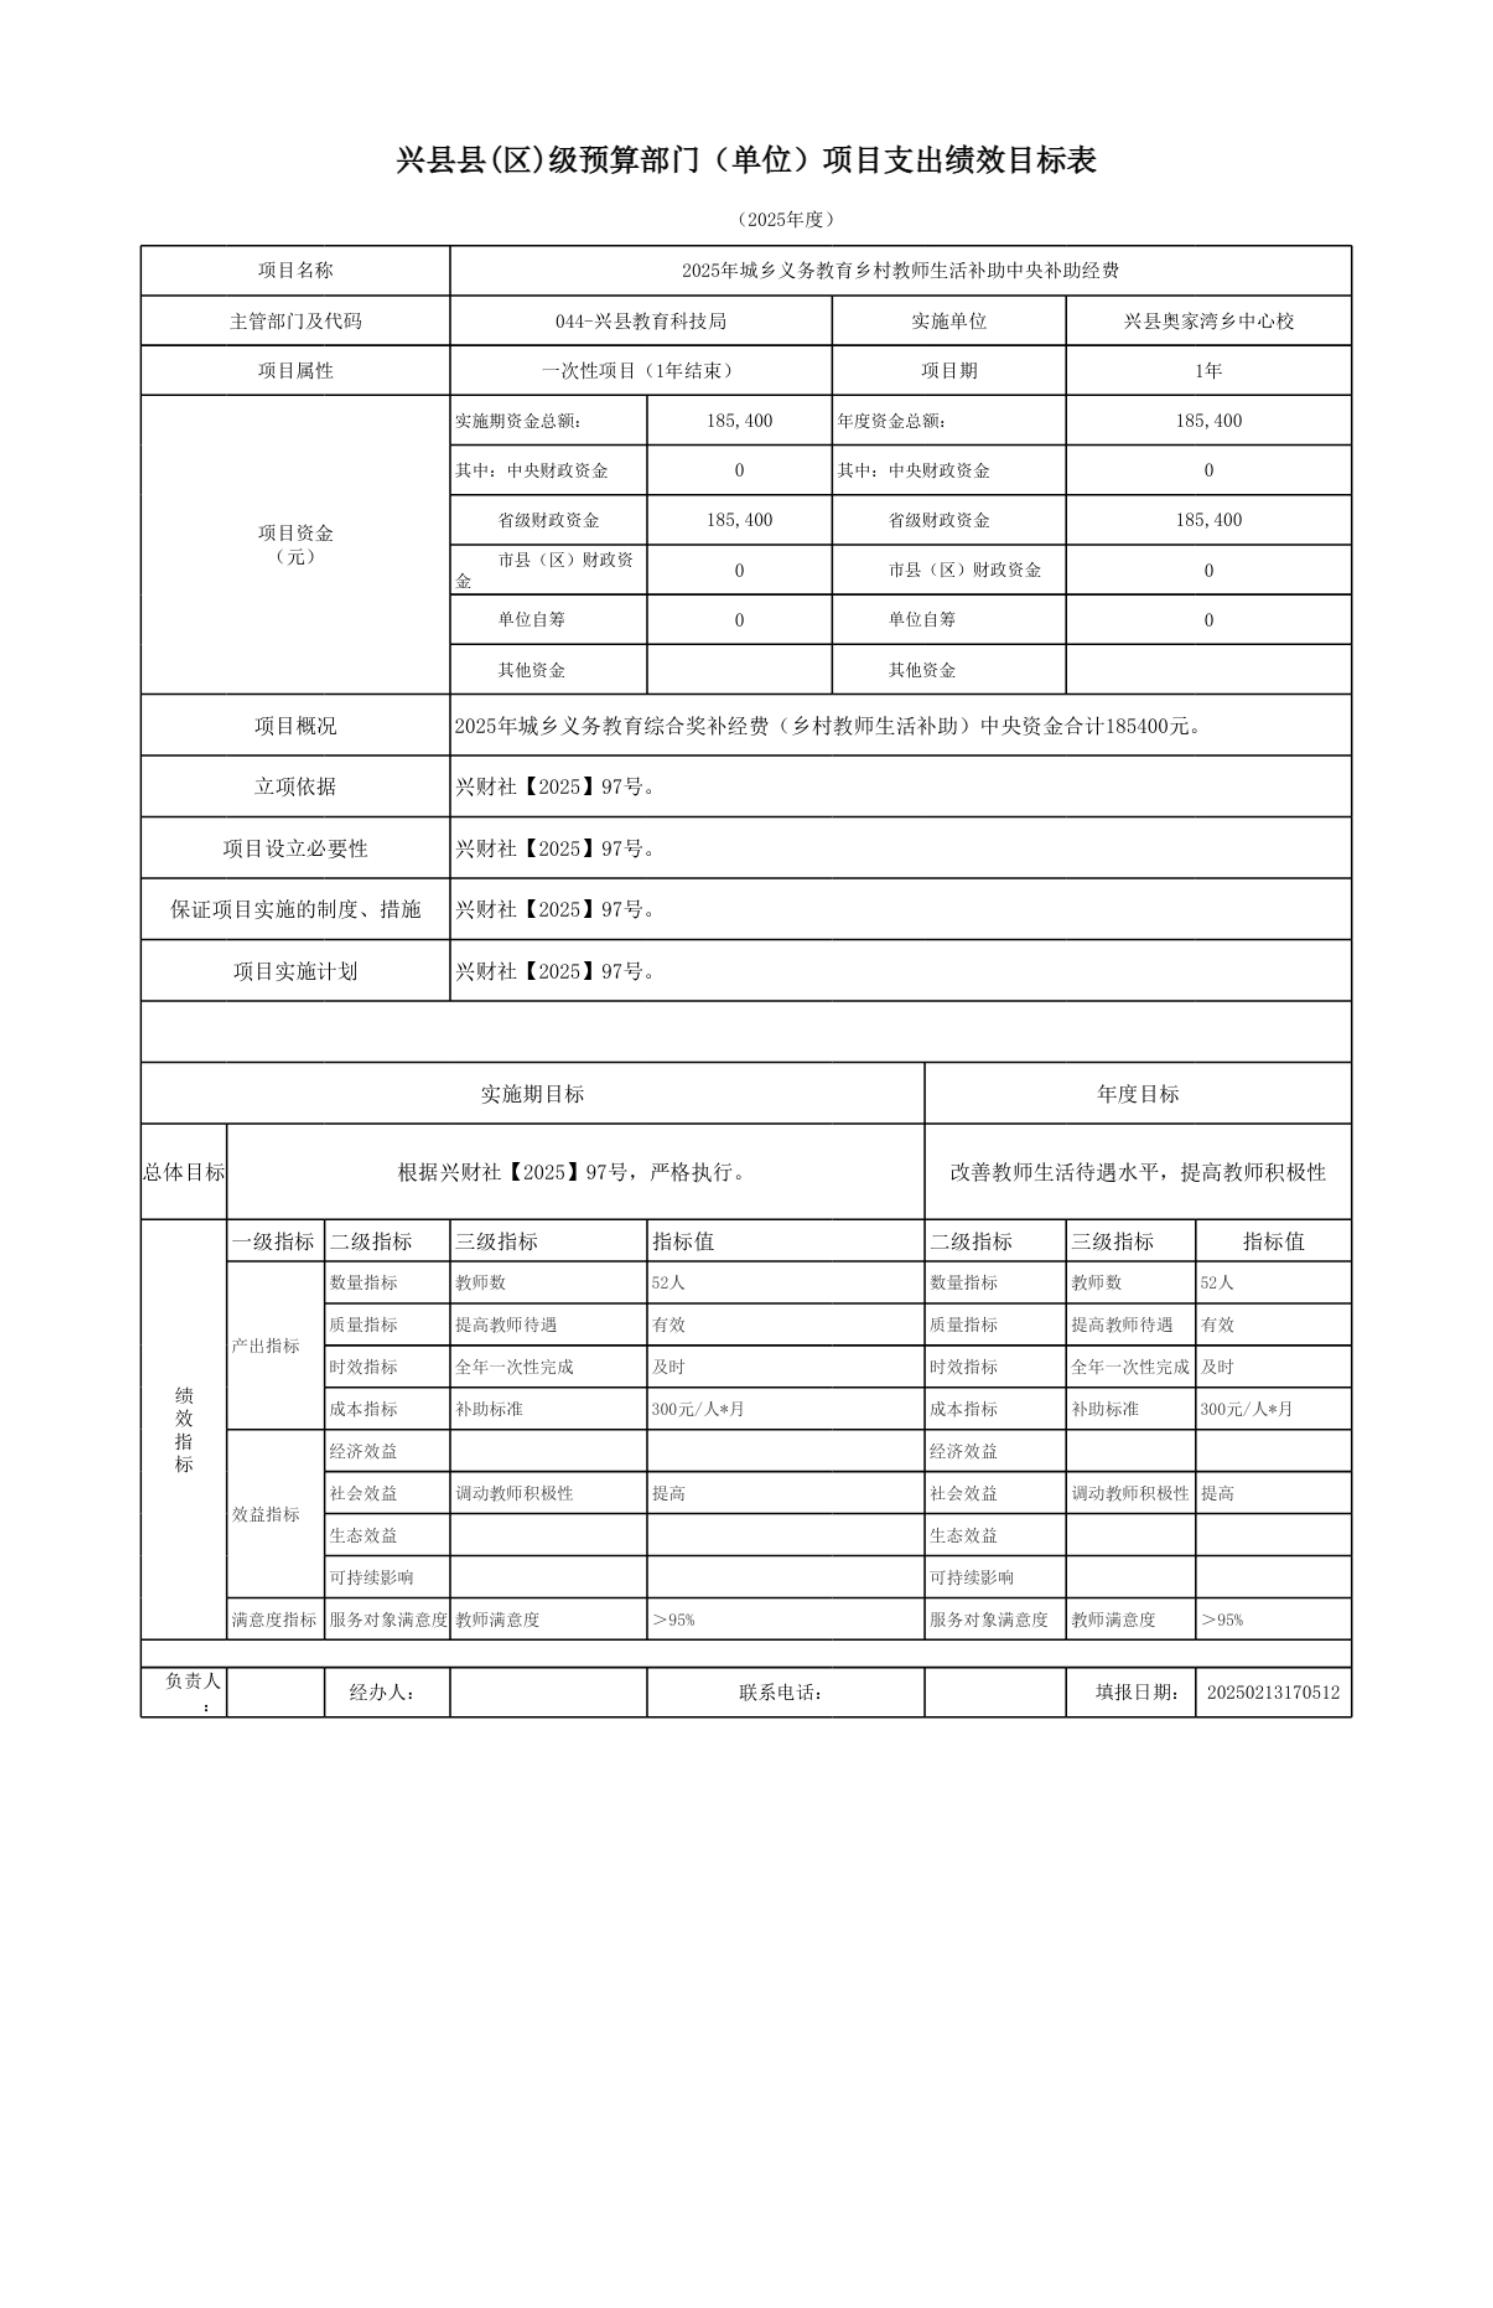 兴县县(区)级预算部门（单位）项目支出绩效目标表
（2025年度）
项目名称 2025年城乡义务教育乡村教师生活补助中央补助经费
主管部门及代码 044-兴县教育科技局 实施单位 兴县奥家湾乡中心校
项目属性 一次性项目（1年结束） 项目期 1年
项目资金
（元）
实施期资金总额： 185,400 年度资金总额： 185,400
其中：中央财政资金 0 其中：中央财政资金 0
省级财政资金 185,400 省级财政资金 185,400
市县（区）财政资
金 0 市县（区）财政资金 0
单位自筹 0 单位自筹 0
其他资金 其他资金
项目概况 2025年城乡义务教育综合奖补经费（乡村教师生活补助）中央资金合计185400元。
立项依据 兴财社【2025】97号。
项目设立必要性 兴财社【2025】97号。
保证项目实施的制度、措施 兴财社【2025】97号。
项目实施计划 兴财社【2025】97号。
实施期目标 年度目标
总体目标 根据兴财社【2025】97号，严格执行。 改善教师生活待遇水平，提高教师积极性
绩
效
指
标
一级指标 二级指标 三级指标 指标值 二级指标 三级指标 指标值
产出指标
数量指标 教师数 52人 数量指标 教师数 52人
质量指标 提高教师待遇 有效 质量指标 提高教师待遇 有效
时效指标 全年一次性完成 及时 时效指标 全年一次性完成 及时
成本指标 补助标准 300元/人*月 成本指标 补助标准 300元/人*月
效益指标
经济效益 经济效益
社会效益 调动教师积极性 提高 社会效益 调动教师积极性 提高
生态效益 生态效益
可持续影响 可持续影响
满意度指标 服务对象满意度 教师满意度 ＞95% 服务对象满意度 教师满意度 ＞95%
负责人
： 经办人： 联系电话： 填报日期： 20250213170512